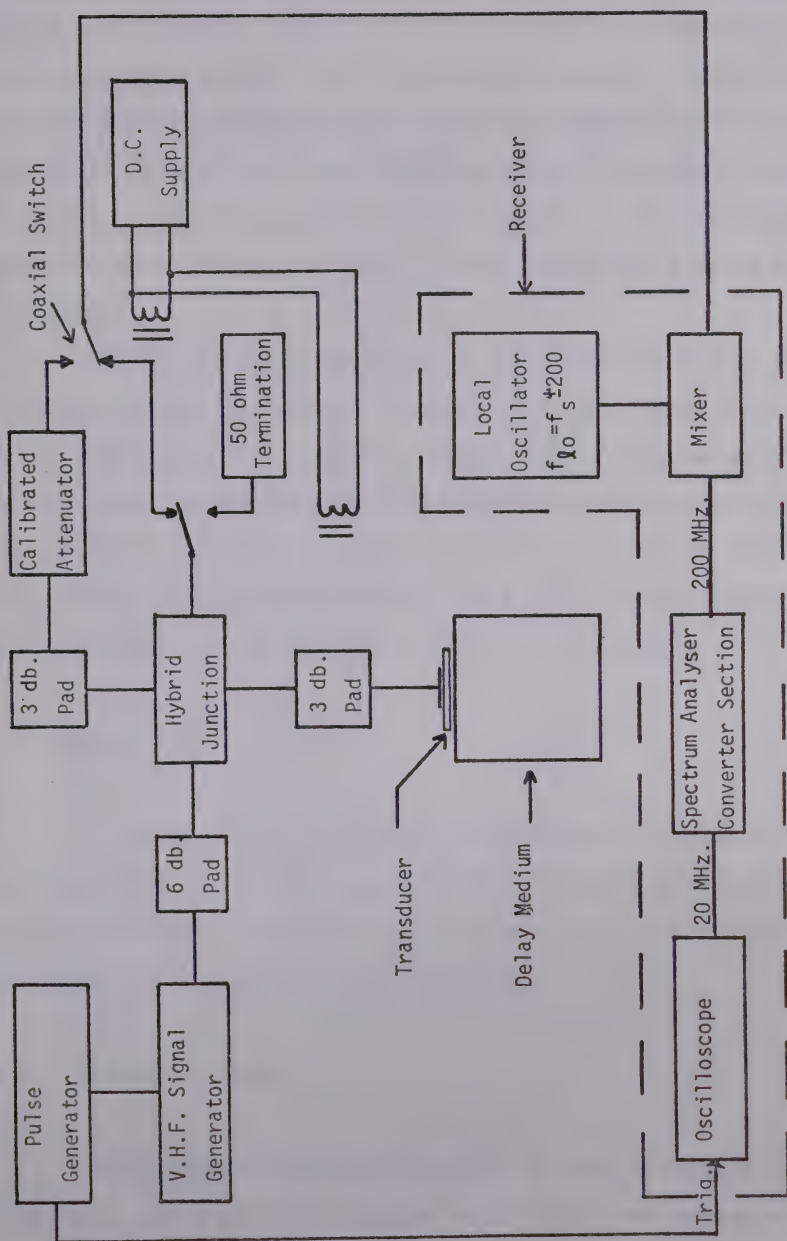 Pulse
Generator
V.H.F. Signal
Generator
6 db.
Pad
3 db.
Pad
Calibrated
Attenuator
Coaxial Switch
Hybrid
Junction
50 ohm
Termination
D.C.
Supply
3 db.
Pad
Transducer
Delay Medium
Receiver
Local
Oscillator
fℓo=fs±200
Mixer
200 MHz.
Spectrum Analyser
Converter Section
20 MHz.
Oscilloscope
Trig.